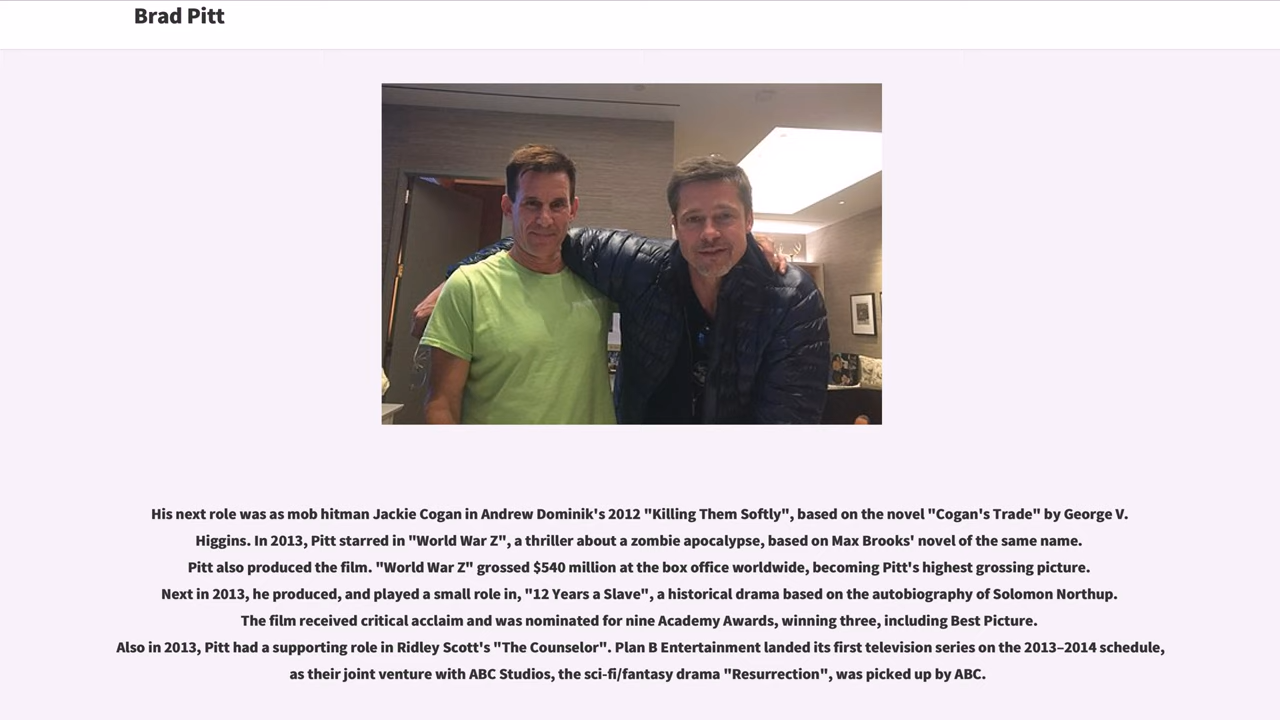 Brad Pitt
His next role was as mob hitman Jackie Cogan in Andrew Dominik's 2012 "Killing Them Softly", based on the novel "Cogan's Trade" by George V.
Higgins. In 2013, Pitt starred in "World War Z", a thriller about a zombie apocalypse, based on Max Brooks' novel of the same name.
Pitt also produced the film. "World War Z" grossed $540 million at the box office worldwide, becoming Pitt's highest grossing picture.
Next in 2013, he produced, and played a small role in, "12 Years a Slave", a historical drama based on the autobiography of Solomon Northup.
The film received critical acclaim and was nominated for nine Academy Awards, winning three, including Best Picture.
Also in 2013, Pitt had a supporting role in Ridley Scott's "The Counselor". Plan B Entertainment landed its first television series on the 2013–2014 schedule,
as their joint venture with ABC Studios, the sci-fi/fantasy drama "Resurrection", was picked up by ABC.